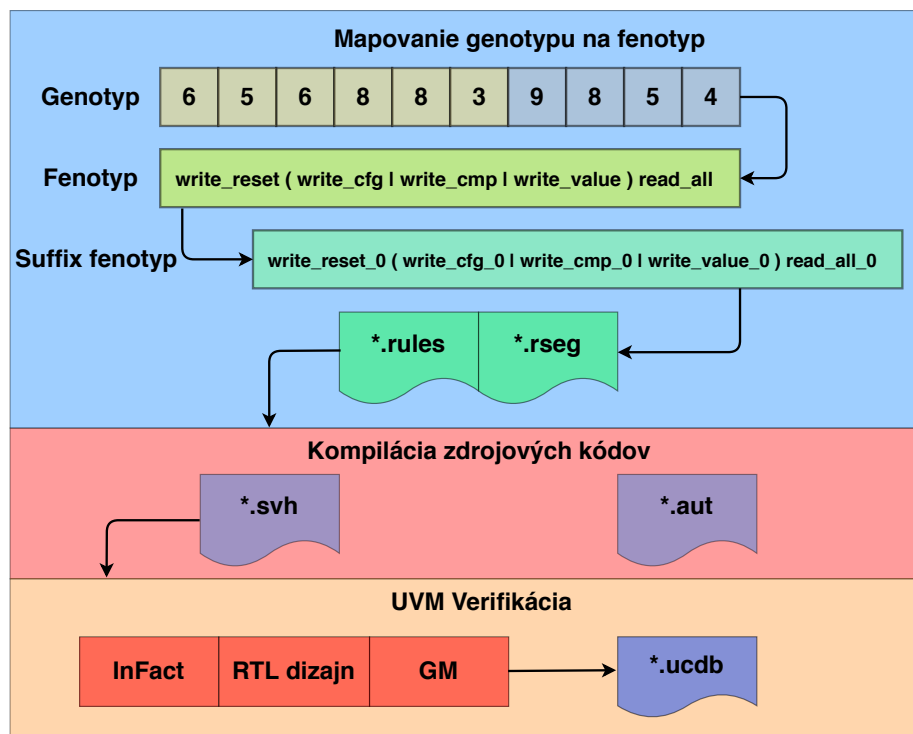 Mapovanie genotypu na fenotyp
Genotyp 6 5 6 8 8 3 9 8 5 4
Fenotyp write_reset ( write_cfg | write_cmp | write_value ) read_all
Suffix fenotyp write_reset_0 ( write_cfg_0 | write_cmp_0 | write_value_0 ) read_all_0
*.rules *.rseg
Kompilácia zdrojových kódov
*.svh *.aut
UVM Verifikácia
InFact RTL dizajn GM *.ucdb